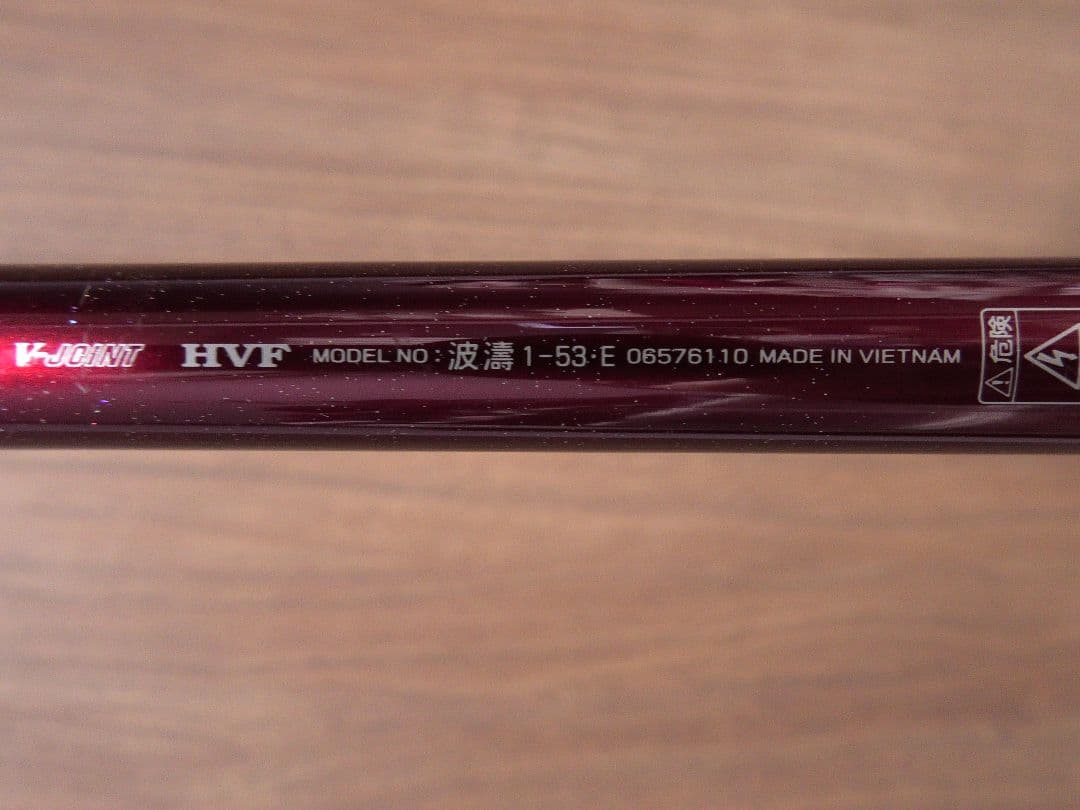 V-JOINT HVF MODEL NO:波濤1-53·E 06576110 MADE IN VIETNAM
危険